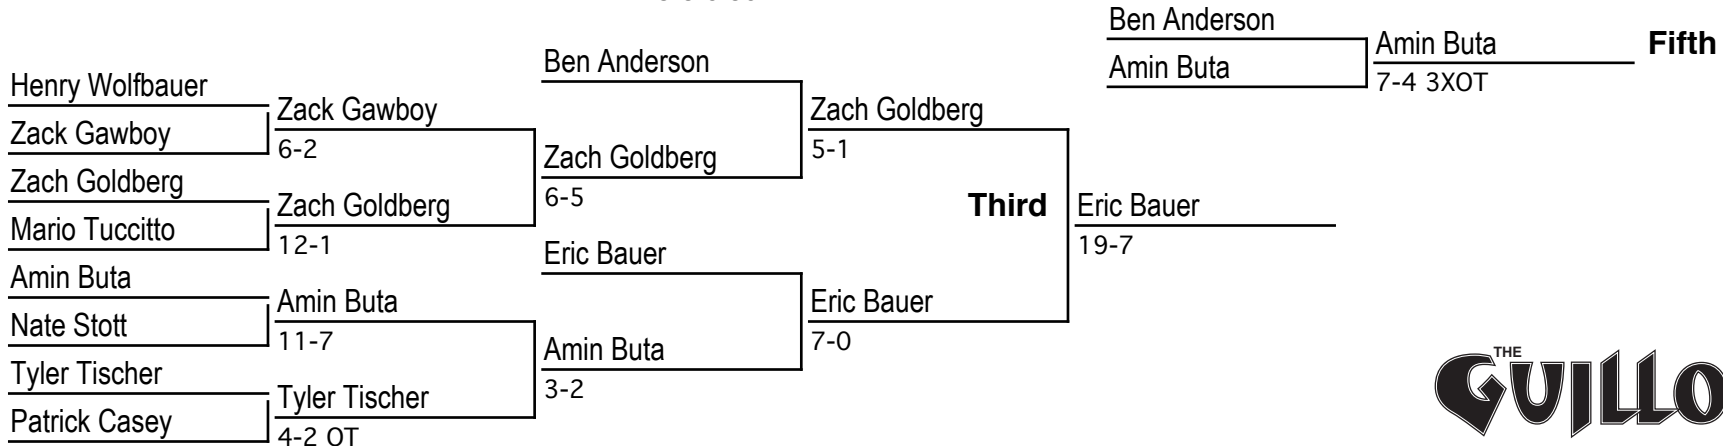 Ben Anderson
Amin Buta
Amin Buta
7-4 3XOT
Fifth
Henry Wolfbauer
Zack Gawboy
Zach Goldberg
Mario Tuccitto
Amin Buta
Nate Stott
Tyler Tischer
Patrick Casey
Zack Gawboy
6-2
Zach Goldberg
12-1
Amin Buta
11-7
Tyler Tischer
4-2 OT
Ben Anderson
Zach Goldberg
6-5
Eric Bauer
Amin Buta
3-2
Zach Goldberg
5-1
Eric Bauer
7-0
Third
Eric Bauer
19-7
THE
GUILLO